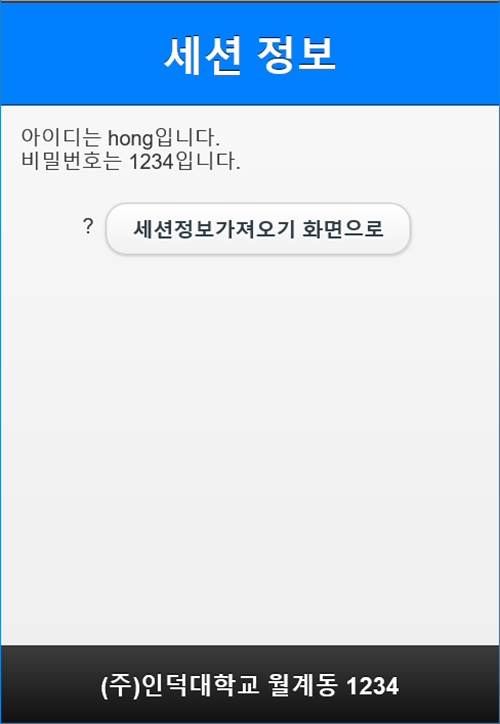 세션 정보
아이디는 hong입니다.
비밀번호는 1234입니다.
? 세션정보가져오기 화면으로
(주)인덕대학교 월계동 1234